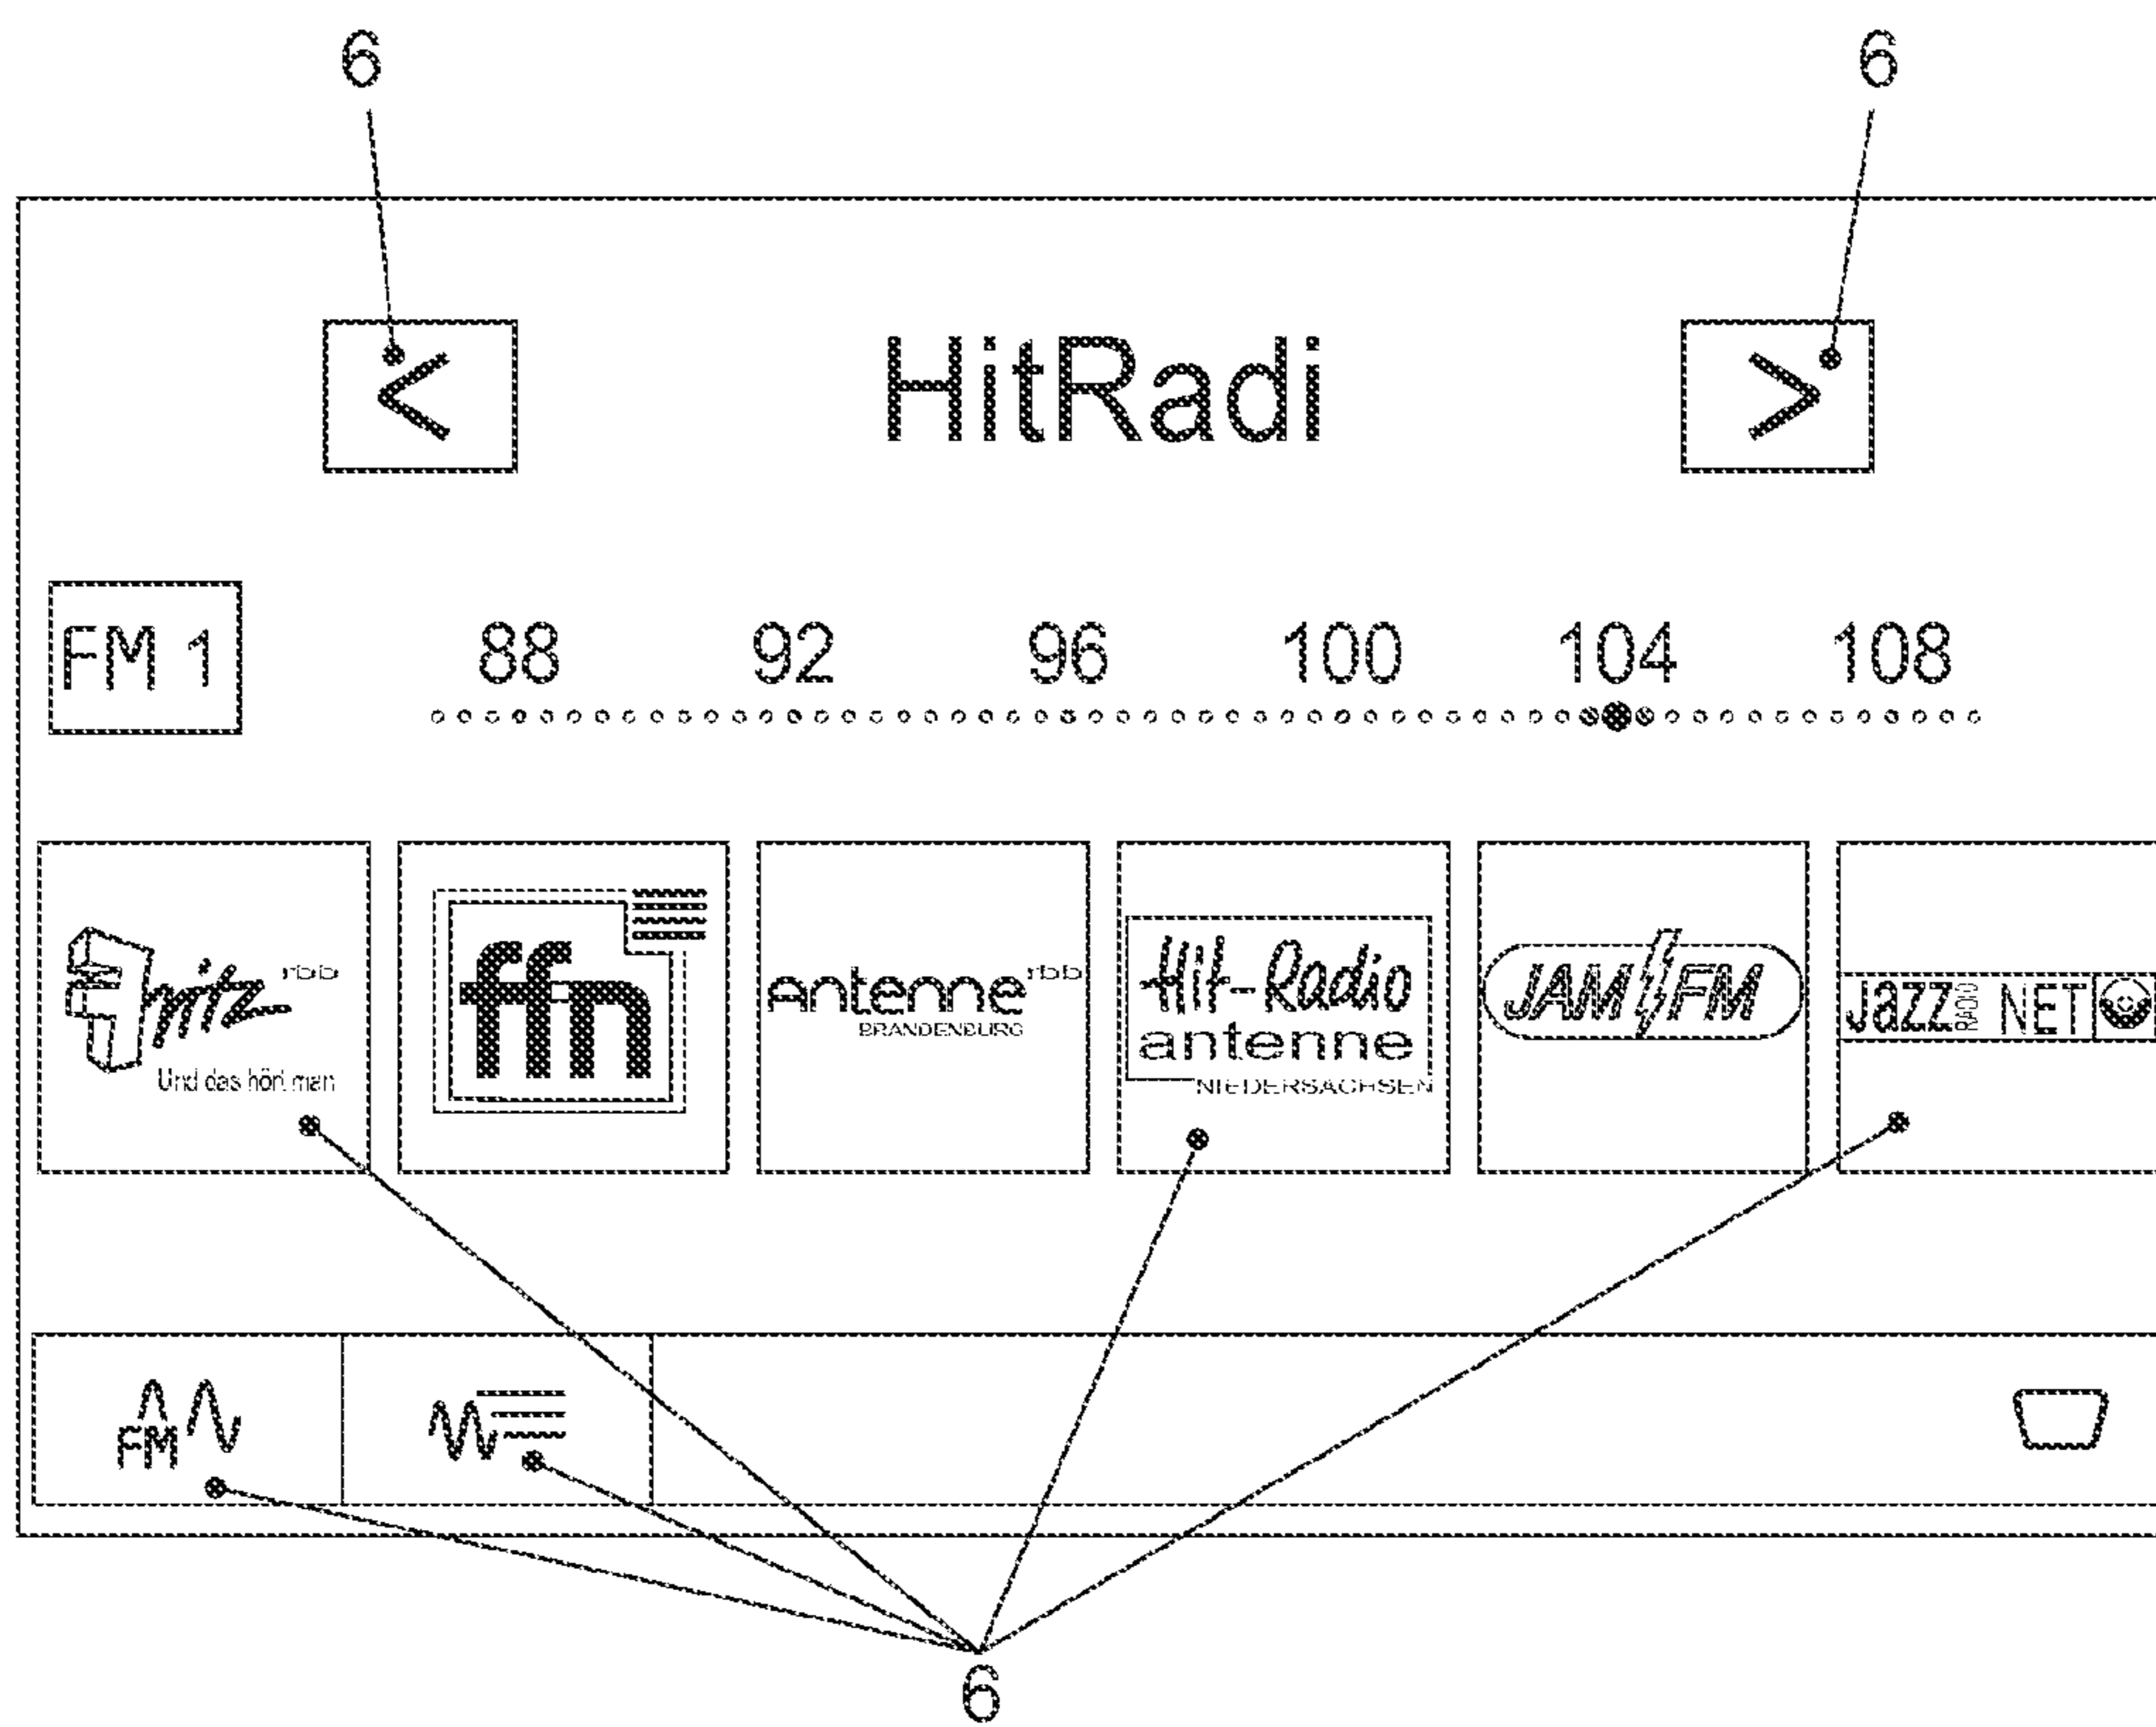 6 6
< HitRadi >
FM 1 88 92 96 100 104 108
Fritz rbb
Und das hört man
ffn
Antenne rbb
BRANDENBURG
Hit-Radio
antenne
NIEDERSACHSEN
JAM FM
Jazz RADIO NET
FM
6